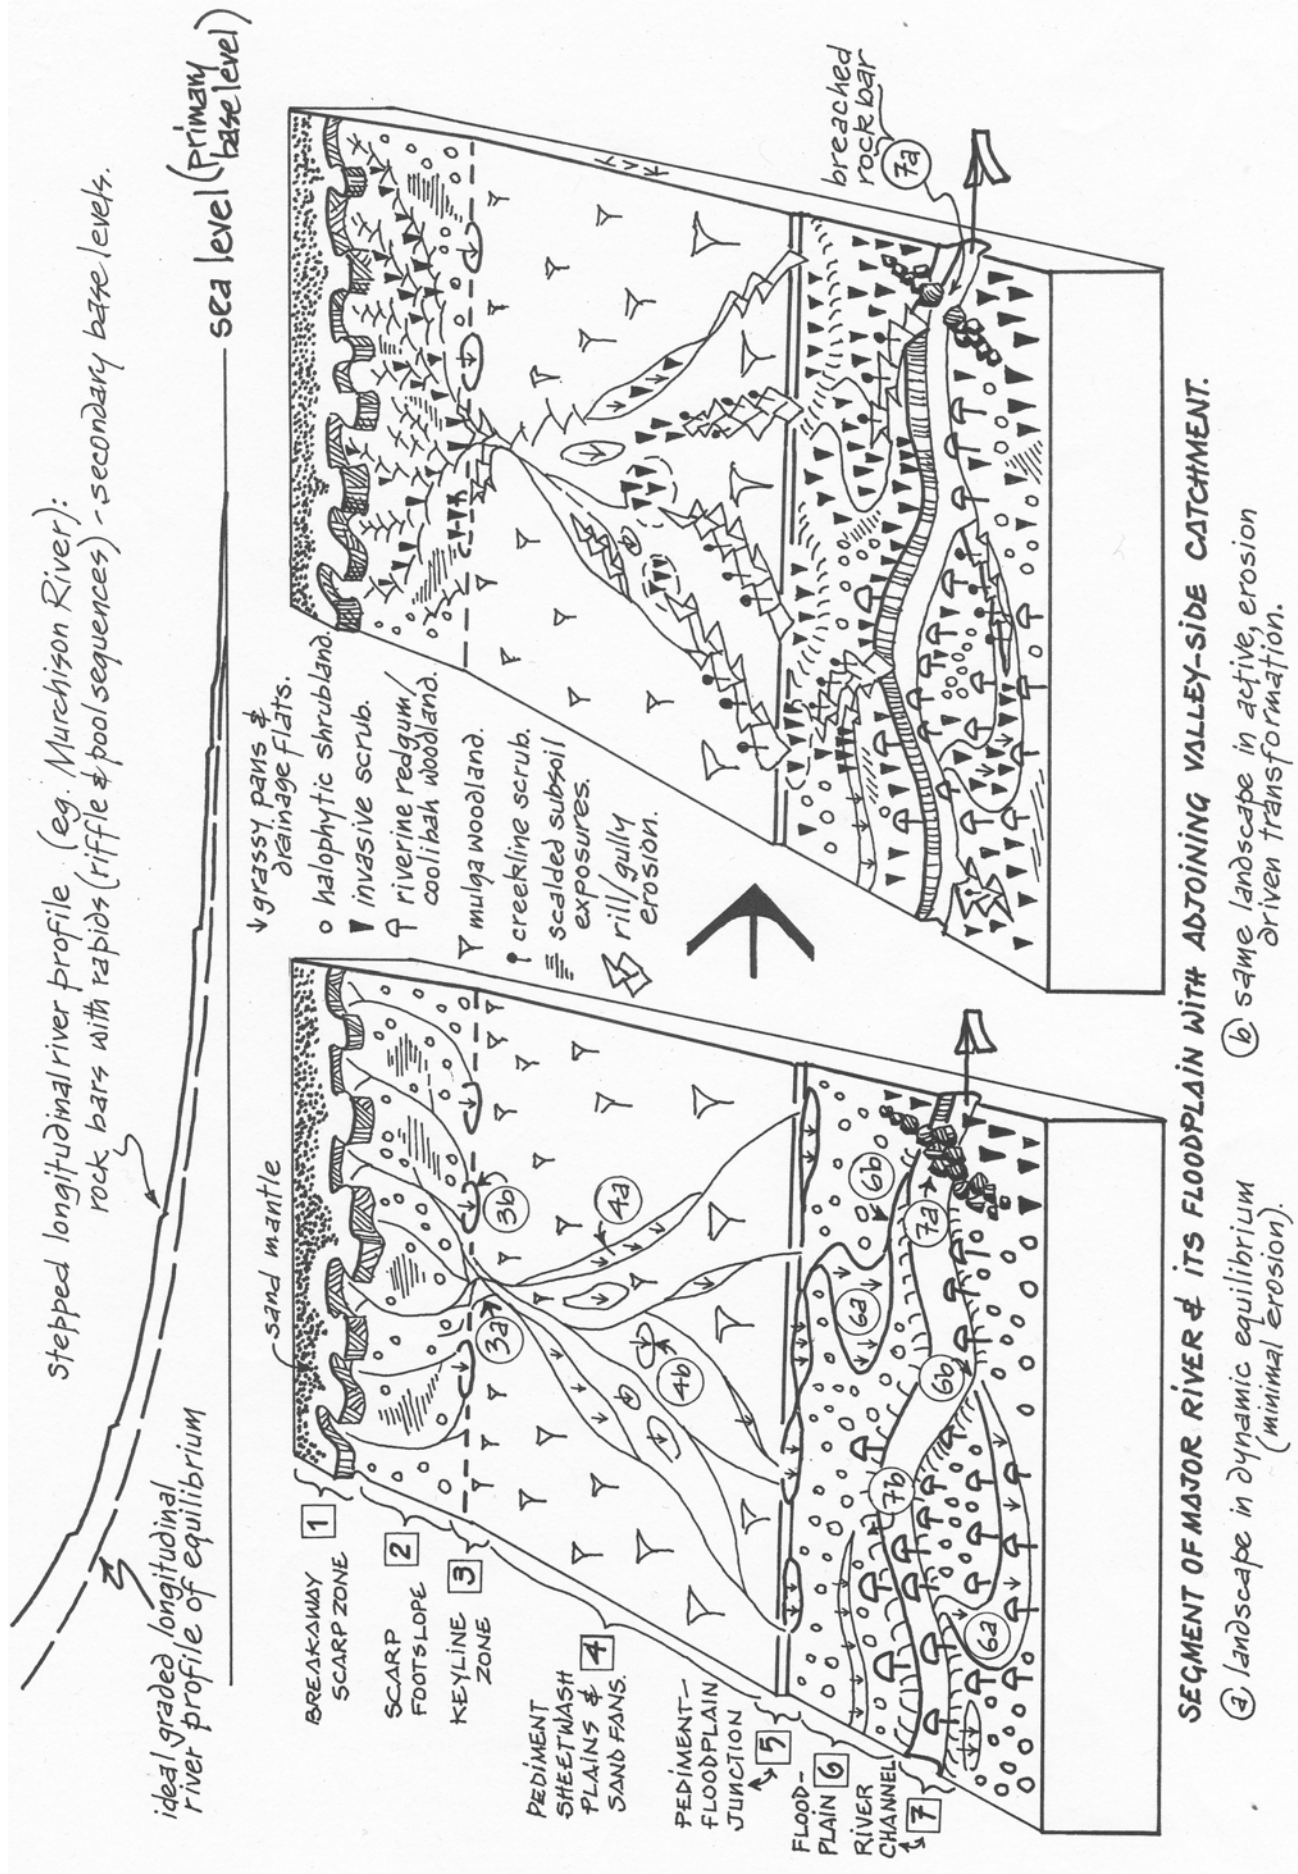 stepped longitudinal river profile (eg. Murchison River):
rock bars with rapids (riffle & pool sequences) - secondary base levels.
ideal graded longitudinal
river profile of equilibrium
sea level (primary
base level)
sand mantle
BREAKAWAY
SCARP ZONE
1
SCARP
FOOTSLOPE
2
KEYLINE
ZONE
3
PEDIMENT
SHEETWASH
PLAINS &
SAND FANS.
4
PEDIMENT-
FLOODPLAIN
JUNCTION
5
FLOOD-
PLAIN
6
RIVER
CHANNEL
7
3a
3b
4a
4b
6a
6b
7a
6b
7b
6a
grassy pans &
drainage flats.
halophytic shrubland.
invasive scrub.
riverine redgum/
coolibah woodland.
mulga woodland.
creekline scrub.
scalded subsoil
exposures.
rill/gully
erosion.
breached
rock bar
7a
SEGMENT OF MAJOR RIVER & ITS FLOODPLAIN WITH ADJOINING VALLEY-SIDE CATCHMENT.
a landscape in dynamic equilibrium
(minimal erosion).
b same landscape in active, erosion
driven transformation.